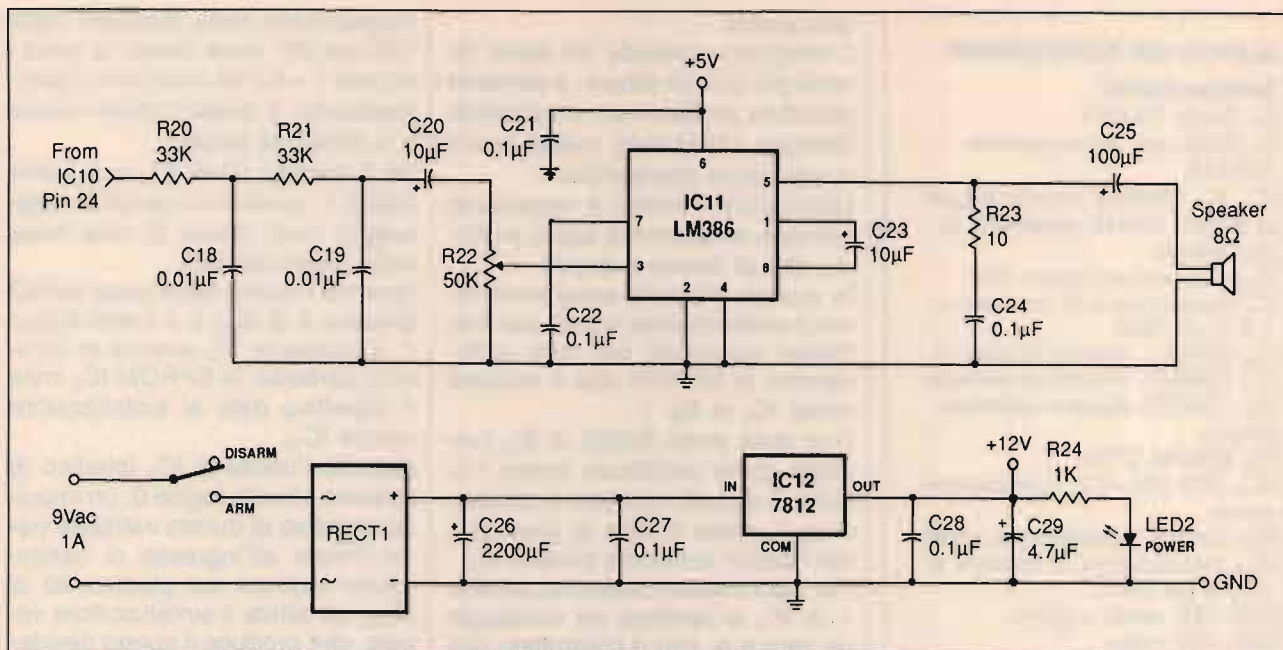 +5V
From
IC10
Pin 24
R20
33K
R21
33K
C20
10µF
+
C18
0.01µF
C19
0.01µF
R22
50K
C21
0.1µF
C22
0.1µF
6
7
3
IC11
LM386
5
1
8
2
4
+
C23
10µF
R23
10
C24
0.1µF
C25
100µF
+
Speaker
8Ω
9Vac
1A
DISARM
ARM
~
~
RECT1
+
−
+
C26
2200µF
C27
0.1µF
IN
IC12
7812
OUT
COM
C28
0.1µF
+12V
+
C29
4.7µF
R24
1K
LED2
POWER
GND